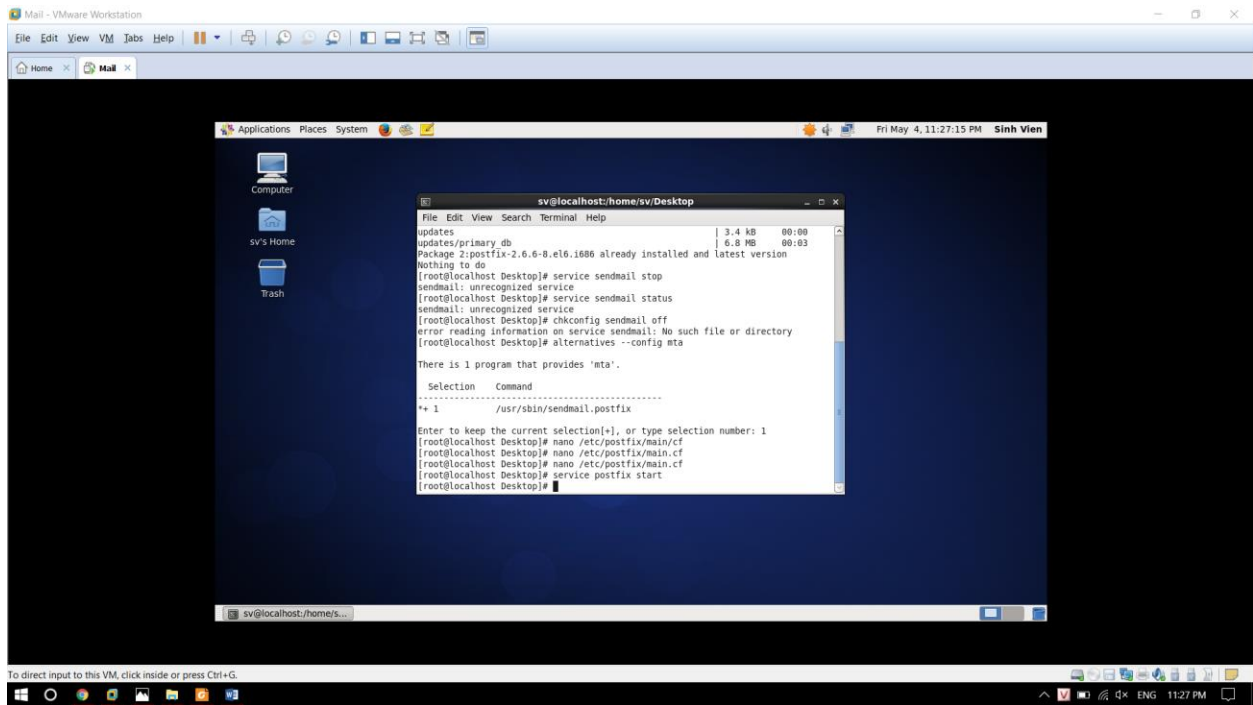 Mail - VMware Workstation
File Edit View VM Tabs Help
Home Mail
Applications Places System Fri May 4, 11:27:15 PM Sinh Vien
Computer
sv's Home
Trash
sv@localhost:/home/sv/Desktop
File Edit View Search Terminal Help
updates | 3.4 kB 00:00
updates/primary_db | 6.8 MB 00:03
Package 2:postfix-2.6.6-8.el6.i686 already installed and latest version
Nothing to do
[root@localhost Desktop]# service sendmail stop
sendmail: unrecognized service
[root@localhost Desktop]# service sendmail status
sendmail: unrecognized service
[root@localhost Desktop]# chkconfig sendmail off
error reading information on service sendmail: No such file or directory
[root@localhost Desktop]# alternatives --config mta
There is 1 program that provides 'mta'.
Selection Command
-----------------------------------------------
*+ 1 /usr/sbin/sendmail.postfix
Enter to keep the current selection[+], or type selection number: 1
[root@localhost Desktop]# nano /etc/postfix/main/cf
[root@localhost Desktop]# nano /etc/postfix/main.cf
[root@localhost Desktop]# nano /etc/postfix/main.cf
[root@localhost Desktop]# service postfix start
[root@localhost Desktop]#
sv@localhost:/home/s...
To direct input to this VM, click inside or press Ctrl+G.
ENG 11:27 PM